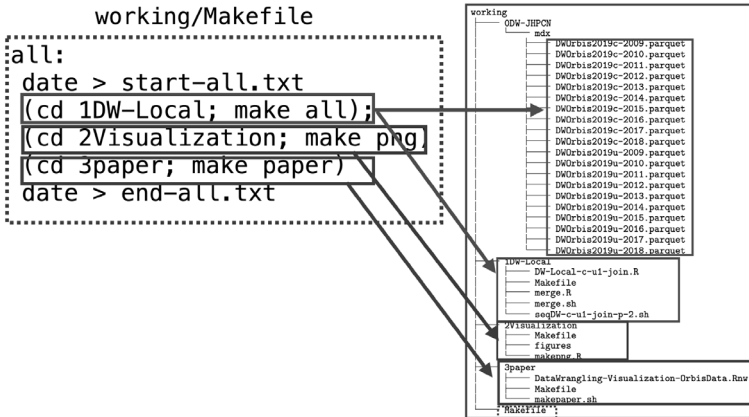 working/Makefile
all:
date > start-all.txt
(cd 1DW-Local; make all);
(cd 2Visualization; make png)
(cd 3paper; make paper)
date > end-all.txt
working
0DW-JHPCN
mdx
DWOrbis2019c-2009.parquet
DWOrbis2019c-2010.parquet
DWOrbis2019c-2011.parquet
DWOrbis2019c-2012.parquet
DWOrbis2019c-2013.parquet
DWOrbis2019c-2014.parquet
DWOrbis2019c-2015.parquet
DWOrbis2019c-2016.parquet
DWOrbis2019c-2017.parquet
DWOrbis2019c-2018.parquet
DWOrbis2019u-2009.parquet
DWOrbis2019u-2010.parquet
DWOrbis2019u-2011.parquet
DWOrbis2019u-2012.parquet
DWOrbis2019u-2013.parquet
DWOrbis2019u-2014.parquet
DWOrbis2019u-2015.parquet
DWOrbis2019u-2016.parquet
DWOrbis2019u-2017.parquet
DWOrbis2019u-2018.parquet
1DW-Local
DW-Local-c-u1-join.R
Makefile
merge.R
merge.sh
seqDW-c-u1-join-p-2.sh
2Visualization
Makefile
figures
makepng.R
3paper
DataWrangling-Visualization-OrbisData.Rnw
Makefile
makepaper.sh
Makefile